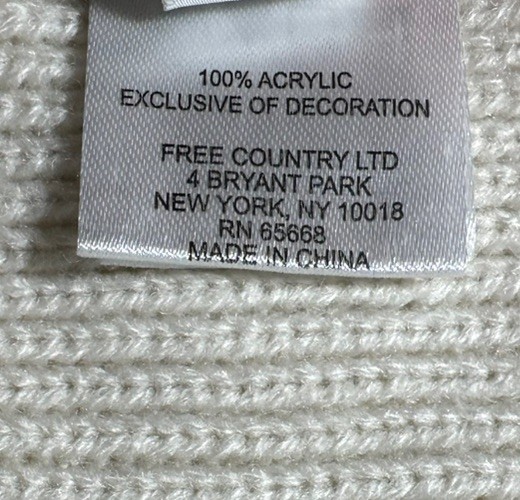 100% ACRYLIC
EXCLUSIVE OF DECORATION
FREE COUNTRY LTD
4 BRYANT PARK
NEW YORK, NY 10018
RN 65668
MADE IN CHINA